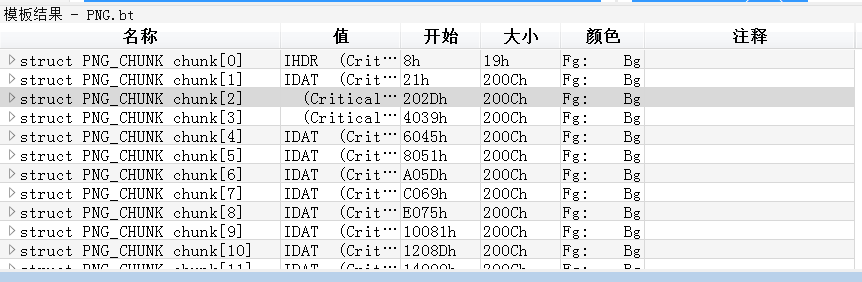 模板结果 - PNG.bt
名称 值 开始 大小 颜色 注释
struct PNG_CHUNK chunk[0] IHDR (Crit··· 8h 19h Fg: Bg
struct PNG_CHUNK chunk[1] IDAT (Crit··· 21h 200Ch Fg: Bg
struct PNG_CHUNK chunk[2] (Critical··· 202Dh 200Ch Fg: Bg
struct PNG_CHUNK chunk[3] (Critical··· 4039h 200Ch Fg: Bg
struct PNG_CHUNK chunk[4] IDAT (Crit··· 6045h 200Ch Fg: Bg
struct PNG_CHUNK chunk[5] IDAT (Crit··· 8051h 200Ch Fg: Bg
struct PNG_CHUNK chunk[6] IDAT (Crit··· A05Dh 200Ch Fg: Bg
struct PNG_CHUNK chunk[7] IDAT (Crit··· C069h 200Ch Fg: Bg
struct PNG_CHUNK chunk[8] IDAT (Crit··· E075h 200Ch Fg: Bg
struct PNG_CHUNK chunk[9] IDAT (Crit··· 10081h 200Ch Fg: Bg
struct PNG_CHUNK chunk[10] IDAT (Crit··· 1208Dh 200Ch Fg: Bg
struct PNG_CHUNK chunk[11] IDAT (Crit··· 14099h 200Ch Fg: Bg